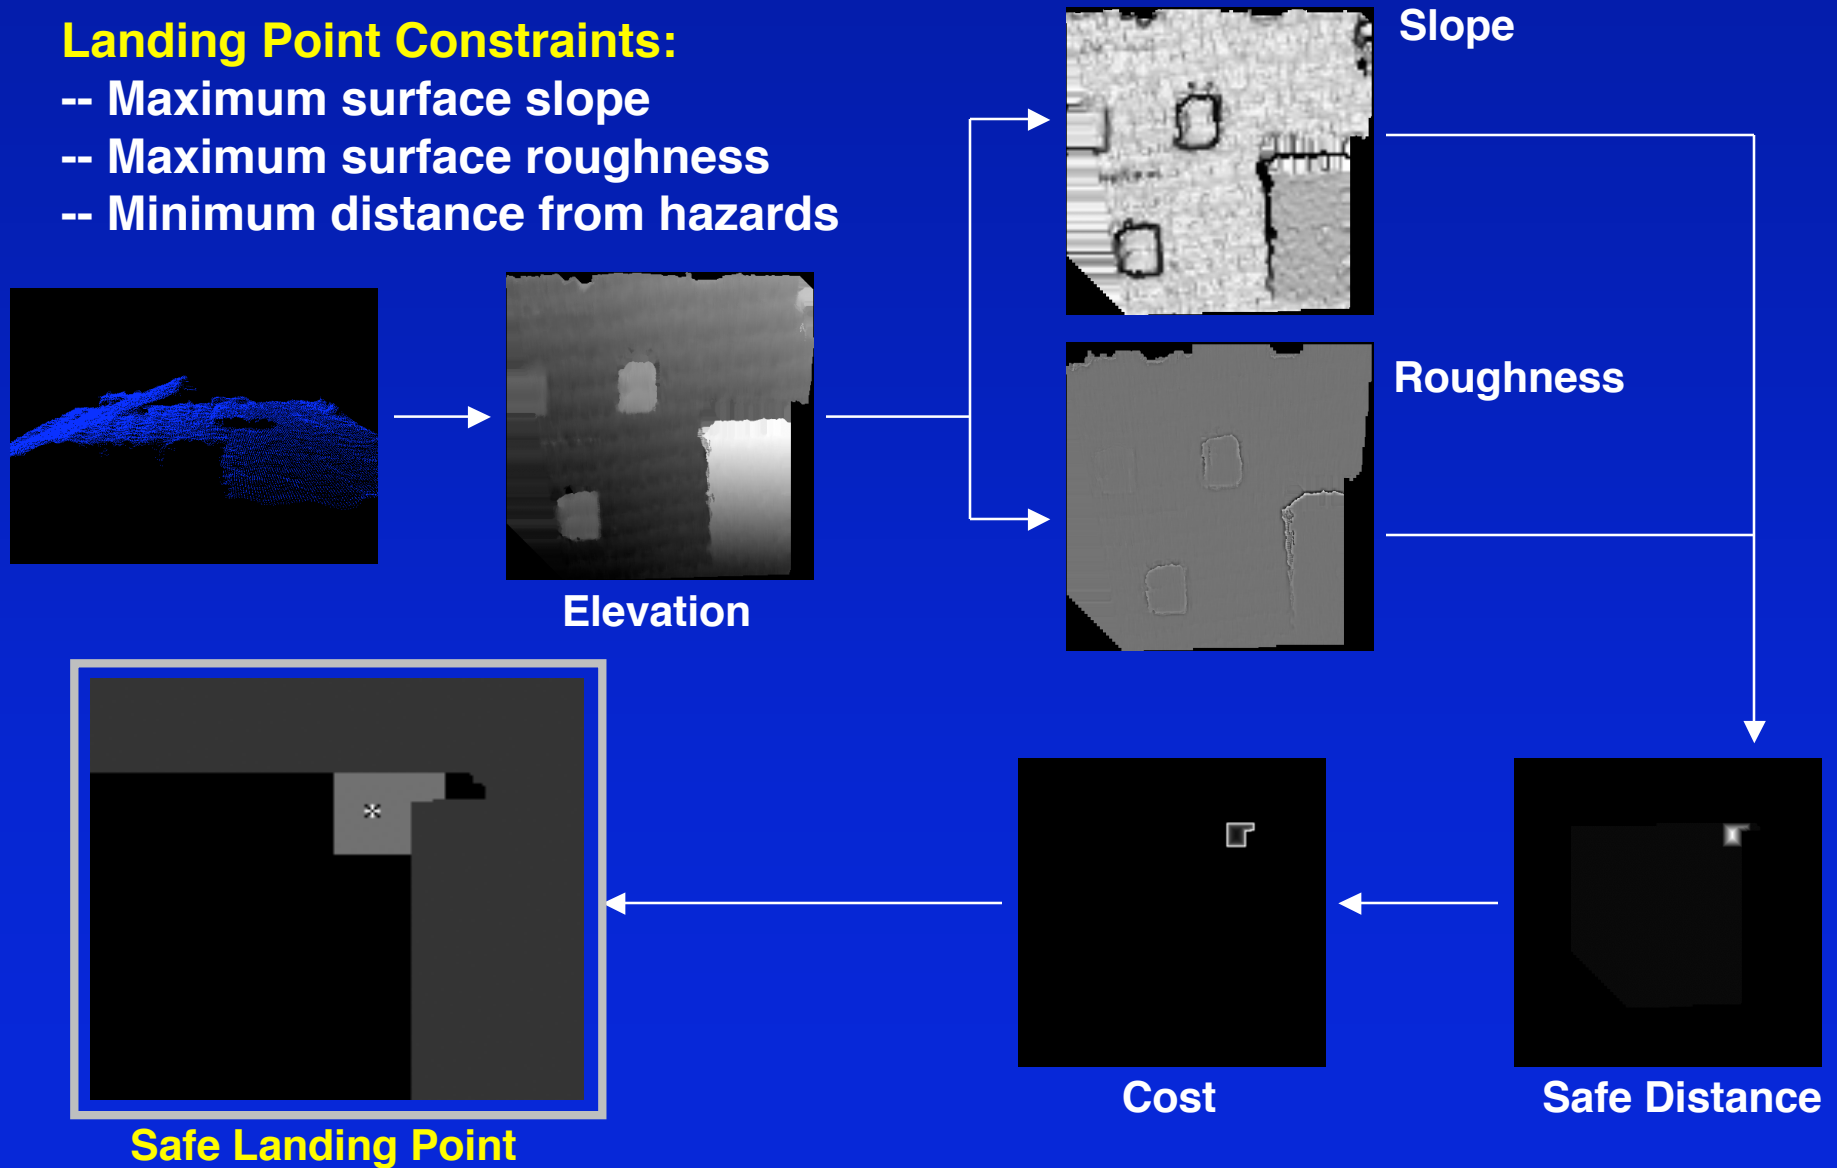 Landing Point Constraints:
-- Maximum surface slope
-- Maximum surface roughness
-- Minimum distance from hazards
Slope
Roughness
Elevation
Cost
Safe Distance
Safe Landing Point